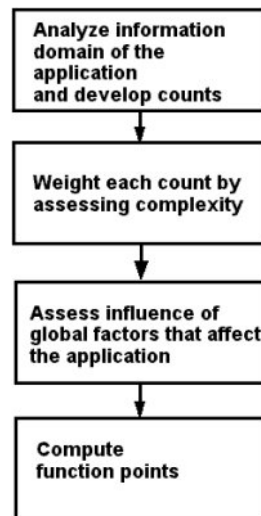 Analyze information
domain of the
application
and develop counts
Weight each count by
assessing complexity
Assess influence of
global factors that affect
the application
Compute
function points